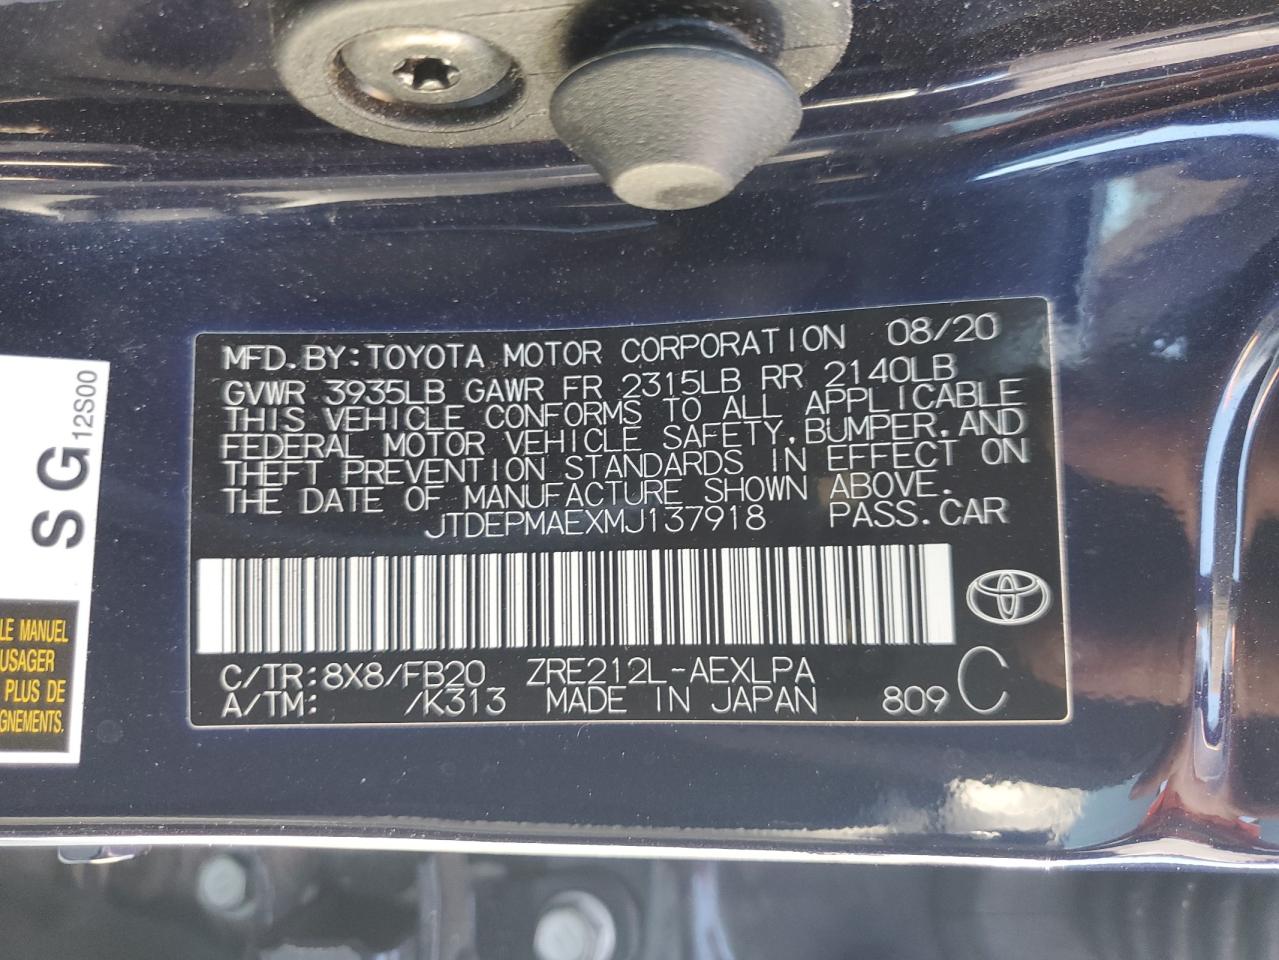 MFD.BY:TOYOTA MOTOR CORPORATION 08/20
GVWR 3935LB GAWR FR 2315LB RR 2140LB
THIS VEHICLE CONFORMS TO ALL APPLICABLE
FEDERAL MOTOR VEHICLE SAFETY,BUMPER,AND
THEFT PREVENTION STANDARDS IN EFFECT ON
THE DATE OF MANUFACTURE SHOWN ABOVE.
JTDEPMAEXMJ137918 PASS.CAR
C/TR:8X8/FB20 ZRE212L-AEXLPA
A/TM: /K313 MADE IN JAPAN 809 C
S G 12S00
LE MANUEL
USAGER
PLUS DE
GNEMENTS.